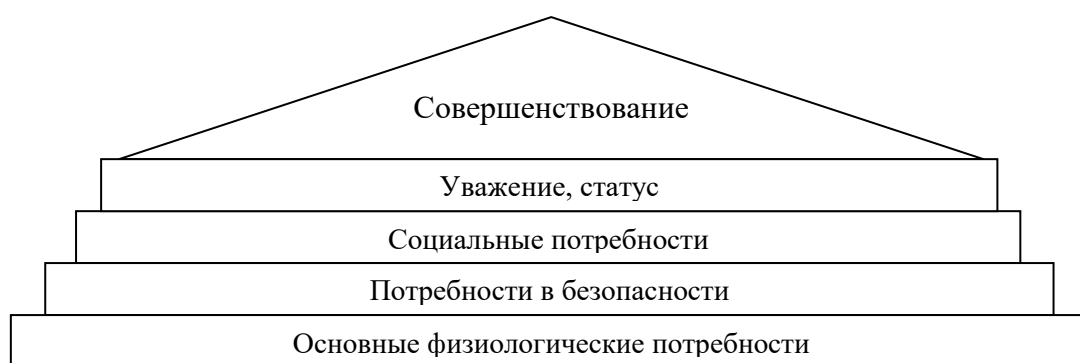 Совершенствование
Уважение, статус
Социальные потребности
Потребности в безопасности
Основные физиологические потребности